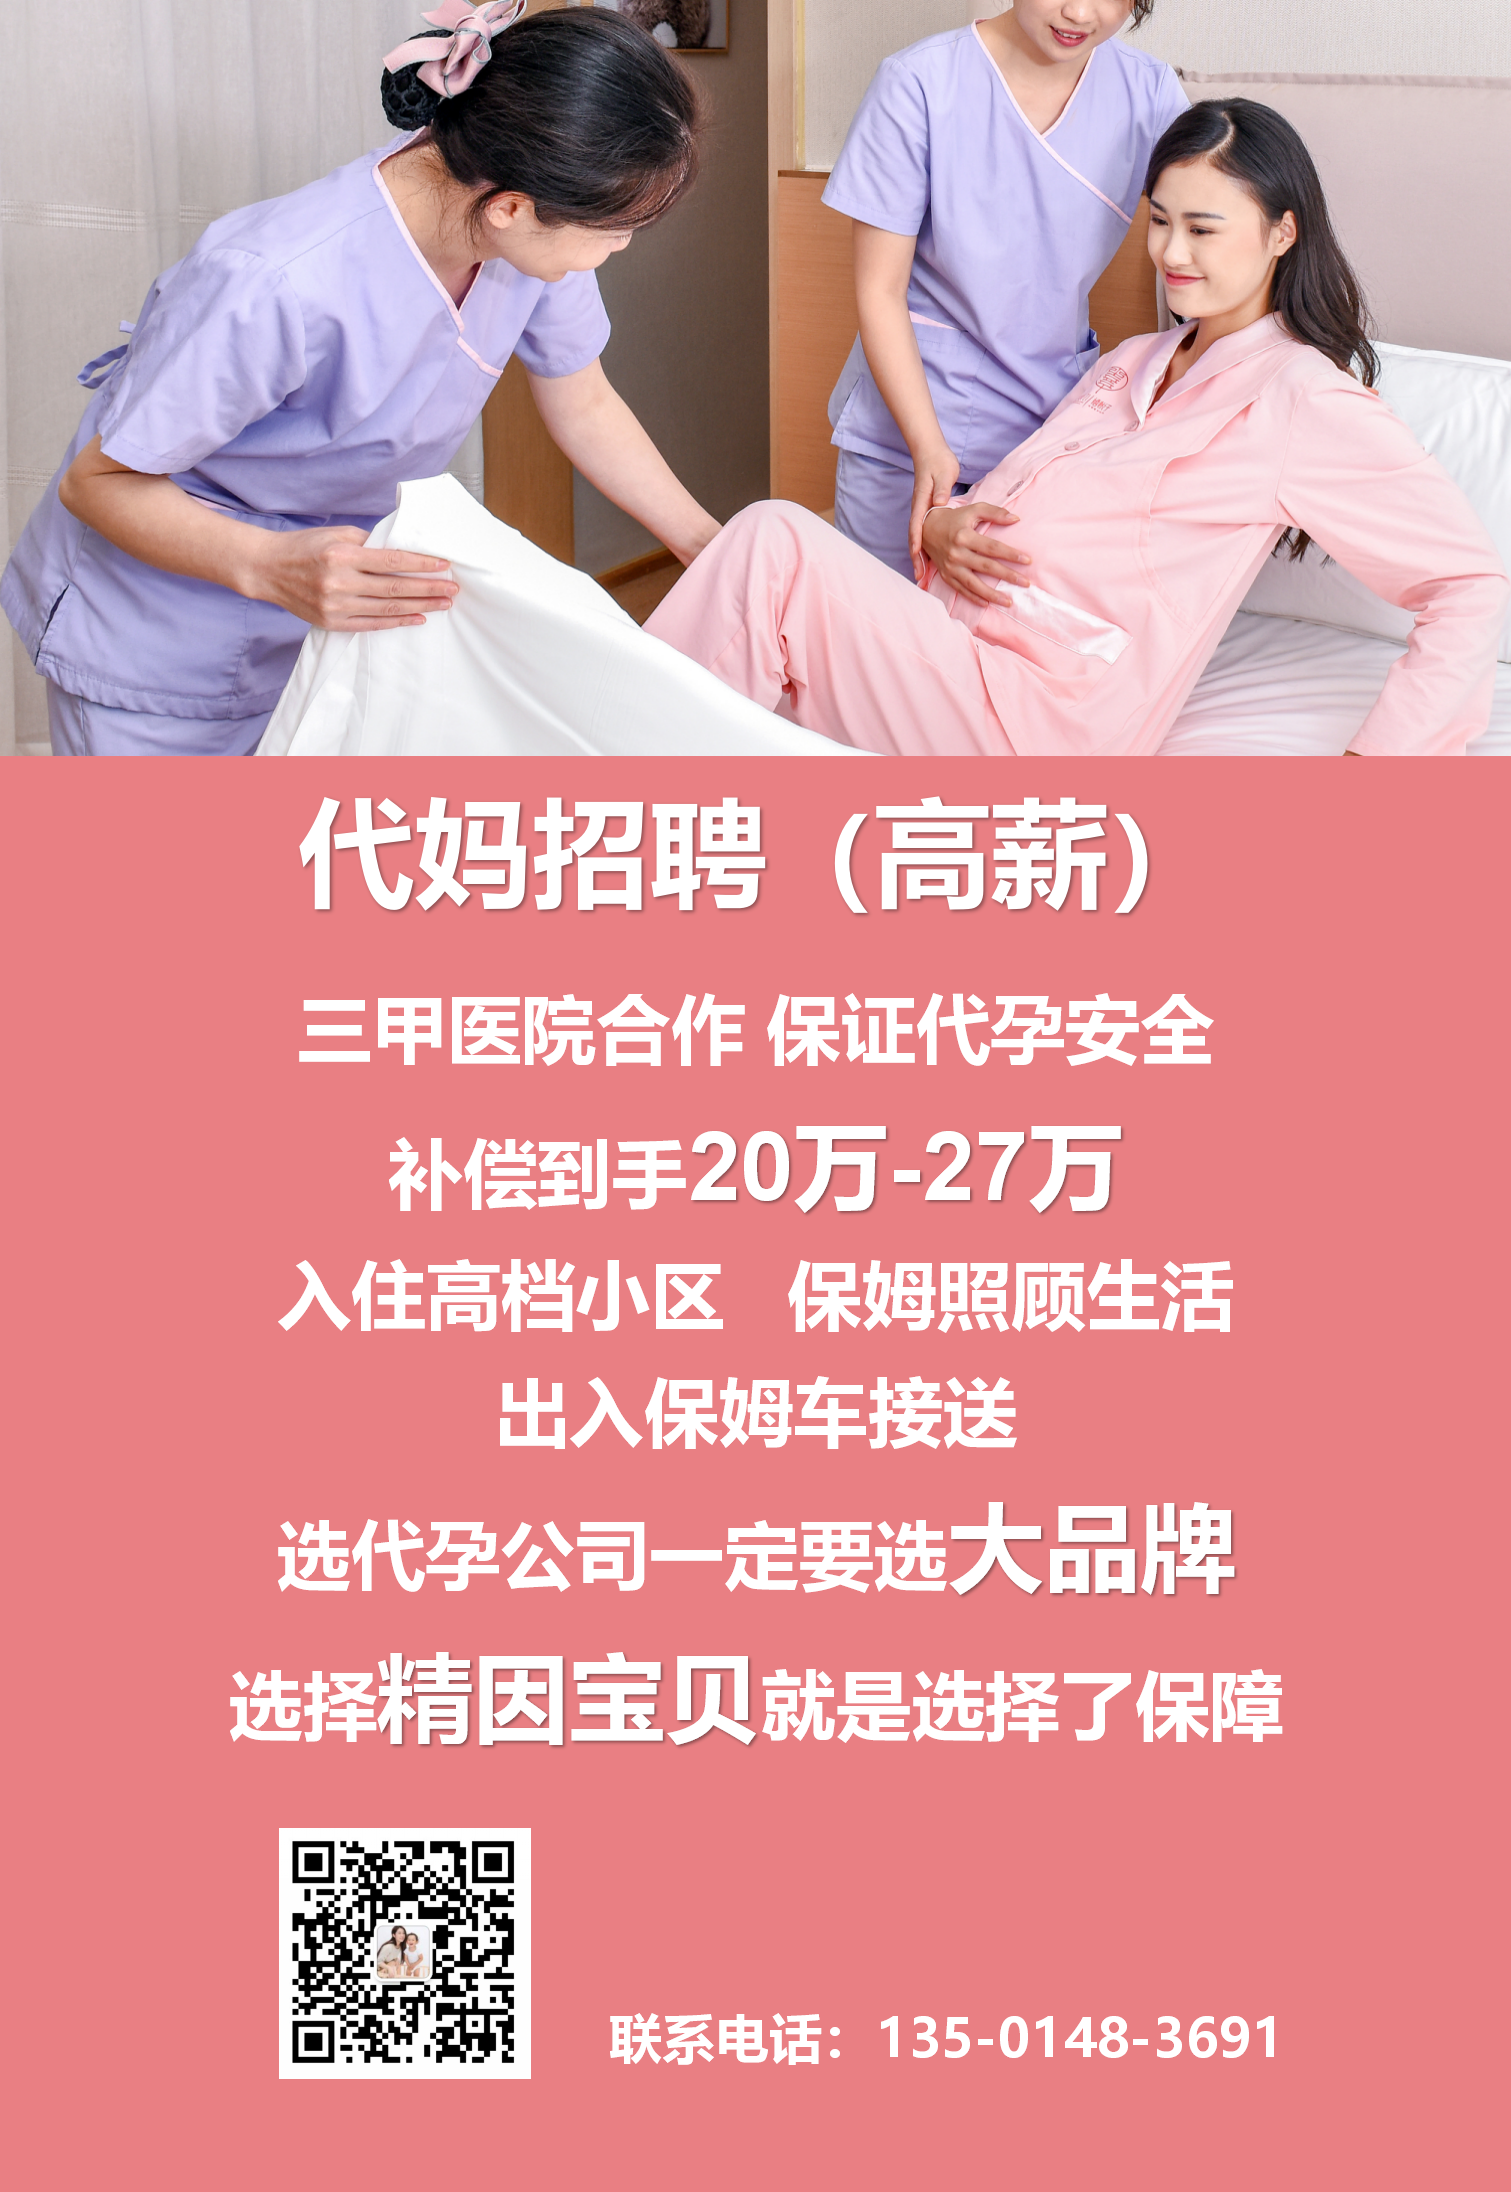 代妈招聘（高薪）
三甲医院合作 保证代孕安全
补偿到手20万-27万
入住高档小区 保姆照顾生活
出入保姆车接送
选代孕公司一定要选大品牌
选择精因宝贝就是选择了保障
联系电话：135-0148-3691